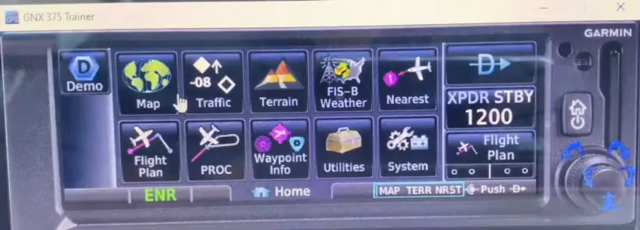 GNX 375 Trainer
GARMIN
Demo
Map
-08
Traffic
Terrain
FIS-B
Weather
Nearest
D
XPDR STBY
1200
Flight
Plan
PROC
Waypoint
Info
Utilities
System
Flight
Plan
ENR
Home
MAP TERR NRST
Push D